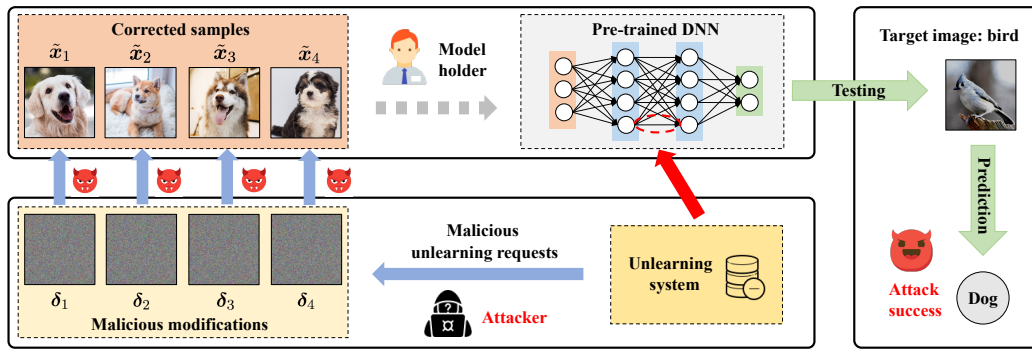 Corrected samples
x̃₁ x̃₂ x̃₃ x̃₄
Model
holder
Pre-trained DNN
Testing
Target image: bird
Prediction
Attack
success
Dog
δ₁ δ₂ δ₃ δ₄
Malicious modifications
Malicious
unlearning requests
?
Attacker
Unlearning
system